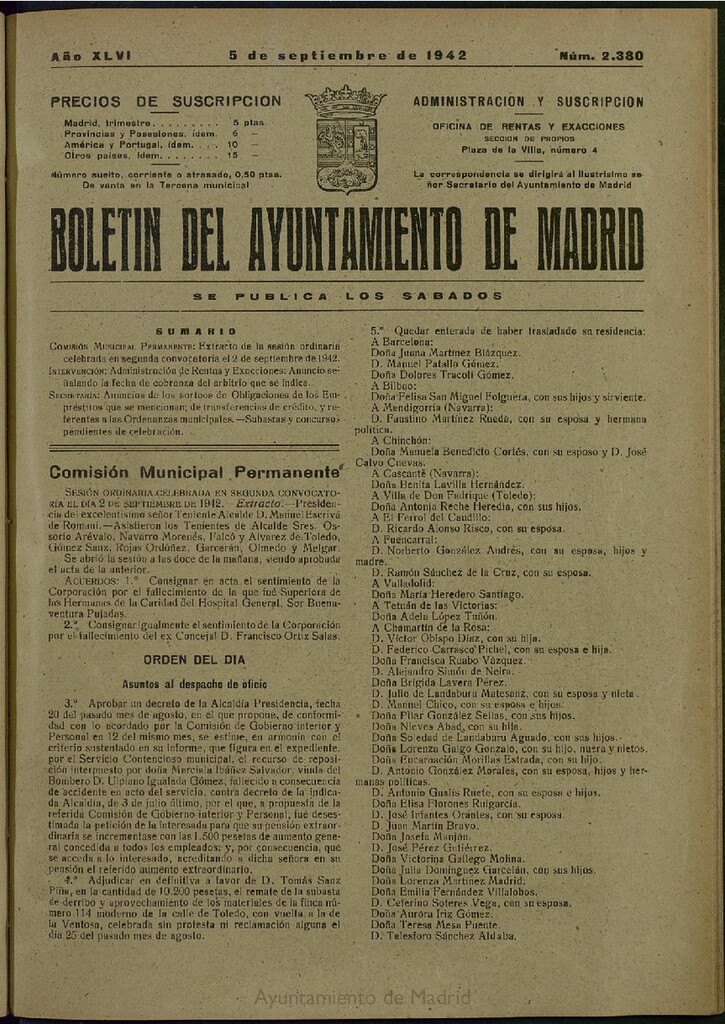 Año XLVI
5 de septiembre de 1942
Núm. 2.380
PRECIOS DE SUSCRIPCION
Madrid, trimestre......... 5 ptas.
Provincias y Posesiones, ídem. 6 —
América y Portugal, ídem.... 10 —
Otros países, ídem........ 15 —
Número suelto, corriente o atrasado, 0,50 ptas.
De venta en la Tercena municipal
ADMINISTRACION Y SUSCRIPCION
OFICINA DE RENTAS Y EXACCIONES
SECCION DE PROPIOS
Plaza de la Villa, número 4
La correspondencia se dirigirá al Ilustrísimo se-
ñor Secretario del Ayuntamiento de Madrid
BOLETIN DEL AYUNTAMIENTO DE MADRID
SE PUBLICA LOS SABADOS
SUMARIO
COMISIÓN MUNICIPAL PERMANENTE: Extracto de la sesión ordinaria
celebrada en segunda convocatoria el 2 de septiembre de 1942.
INTERVENCIÓN: Administración de Rentas y Exacciones: Anuncio se-
ñalando la fecha de cobranza del arbitrio que se indica.
SECRETARÍA: Anuncios de los sorteos de Obligaciones de los Em-
préstitos que se mencionan; de transferencias de crédito, y re-
ferentes a las Ordenanzas municipales.—Subastas y concursos
pendientes de celebración.
Comisión Municipal Permanente
SESIÓN ORDINARIA CELEBRADA EN SEGUNDA CONVOCATO-
RIA EL DÍA 2 DE SEPTIEMBRE DE 1942.—Extracto.—Presiden-
cia del excelentísimo señor Teniente Alcalde D. Manuel Escrivá
de Romaní.—Asistieron los Tenientes de Alcalde Sres. Os-
sorio Arévalo, Navarro Morenés, Falcó y Alvarez de Toledo,
Gómez Sanz, Rojas Ordóñez, Garcerán, Olmedo y Melgar.
Se abrió la sesión a las doce de la mañana, siendo aprobada
el acta de la anterior.
ACUERDOS: 1.º Consignar en acta el sentimiento de la
Corporación por el fallecimiento de la que fué Superiora de
las Hermanas de la Caridad del Hospital General, Sor Buena-
ventura Pujadas.
2.º Consignar igualmente el sentimiento de la Corporación
por el fallecimiento del ex Concejal D. Francisco Ortiz Salas.
ORDEN DEL DIA
Asuntos al despacho de oficio
3.º Aprobar un decreto de la Alcaldía Presidencia, fecha
20 del pasado mes de agosto, en el que propone, de conformi-
dad con lo acordado por la Comisión de Gobierno interior y
Personal en 12 del mismo mes, se estime, en armonía con el
criterio sustentado en su informe, que figura en el expediente,
por el Servicio Contencioso municipal, el recurso de reposi-
ción interpuesto por doña Marciala Ibáñez Salvador, viuda del
Bombero D. Ulpiano Igualada Gómez, fallecido a consecuencia
de accidente en acto del servicio, contra decreto de la indica-
da Alcaldía, de 3 de julio último, por el que, a propuesta de la
referida Comisión de Gobierno interior y Personal, fué deses-
timada la petición de la interesada para que su pensión extraor-
dinaria se incrementase con las 1.500 pesetas de aumento gene-
ral concedida a todos los empleados; y, por consecuencia, que
se acceda a lo interesado, acreditando a dicha señora en su
pensión el referido aumento extraordinario.
4.º Adjudicar en definitiva a favor de D. Tomás Sanz
Piña, en la cantidad de 10.200 pesetas, el remate de la subasta
de derribo y aprovechamiento de los materiales de la finca nú-
mero 114 moderno de la calle de Toledo, con vuelta a la de
la Ventosa, celebrada sin protesta ni reclamación alguna el
día 25 del pasado mes de agosto.
5.º Quedar enterada de haber trasladado su residencia:
A Barcelona:
Doña Juana Martínez Blázquez.
D. Manuel Patallo Gómez.
Doña Dolores Tracoli Gómez.
A Bilbao:
Doña Felisa San Miguel Folguera, con sus hijos y sirviente.
A Mendigorría (Navarra):
D. Faustino Martínez Rueda, con su esposa y hermana
política.
A Chinchón:
Doña Manuela Benedicto Cortés, con su esposo y D. José
Calvo Cuevas.
A Cascante (Navarra):
Doña Benita Lavilla Hernández.
A Villa de Don Fadrique (Toledo):
Doña Antonia Reche Heredia, con sus hijos.
A El Ferrol del Caudillo:
D. Ricardo Alonso Risco, con su esposa.
A Fuencarral:
D. Norberto González Andrés, con su esposa, hijos y
madre.
D. Ramón Sánchez de la Cruz, con su esposa.
A Valladolid:
Doña María Heredero Santiago.
A Tetuán de las Victorias:
Doña Adela López Tuñón.
A Chamartín de la Rosa:
D. Víctor Obispo Díaz, con su hija.
D. Federico Carrasco Pichel, con su esposa e hija.
Doña Francisca Ruabo Vázquez.
D. Alejandro Simón de Neira.
Doña Brígida Lavera Pérez.
D. Julio de Landaburu Matesanz, con su esposa y nieta.
D. Manuel Chico, con su esposa e hijos.
Doña Pilar González Seilas, con sus hijos.
Doña Nieves Abad, con su hija.
Doña Soledad de Landaburu Aguado, con sus hijos.
Doña Lorenza Galgo Gonzalo, con su hijo, nuera y nietos.
Doña Encarnación Morillas Estrada, con su hijo.
D. Antonio González Morales, con su esposa, hijos y her-
manas políticas.
D. Antonio Gualis Ruete, con su esposa e hijos.
Doña Elisa Florones Ruigarcía.
D. José Infantes Orantes, con su esposa.
D. Juan Martín Bravo.
Doña Josefa Manjón.
D. José Pérez Gutiérrez.
Doña Victorina Gallego Molina.
Doña Julia Domínguez Garcelán, con sus hijos.
Doña Lorenza Martínez Madrid.
Doña Emilia Fernández Villalobos.
D. Ceferino Soteres Vega, con su esposa.
Doña Aurora Iriz Gómez.
Doña Teresa Mesa Puente.
D. Telesforo Sánchez Aldaba.
Ayuntamiento de Madrid